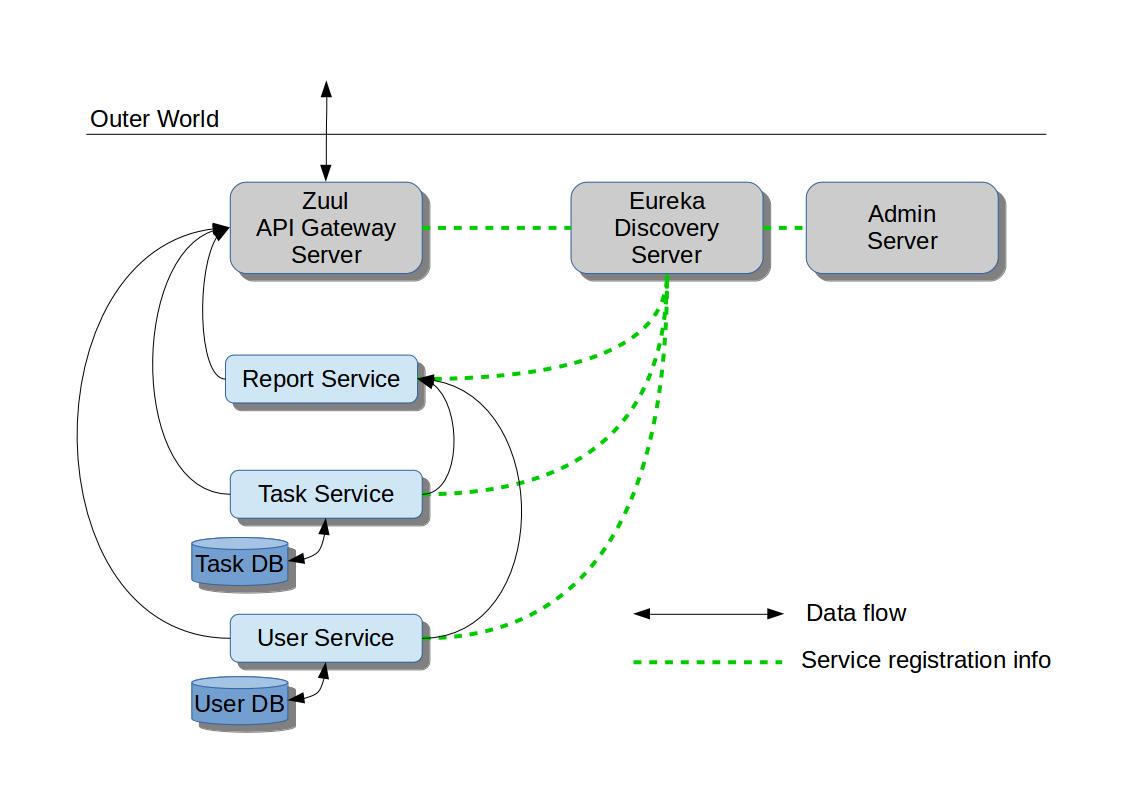 Outer World
Zuul
API Gateway
Server
Eureka
Discovery
Server
Admin
Server
Report Service
Task Service
Task DB
User Service
User DB
Data flow
Service registration info